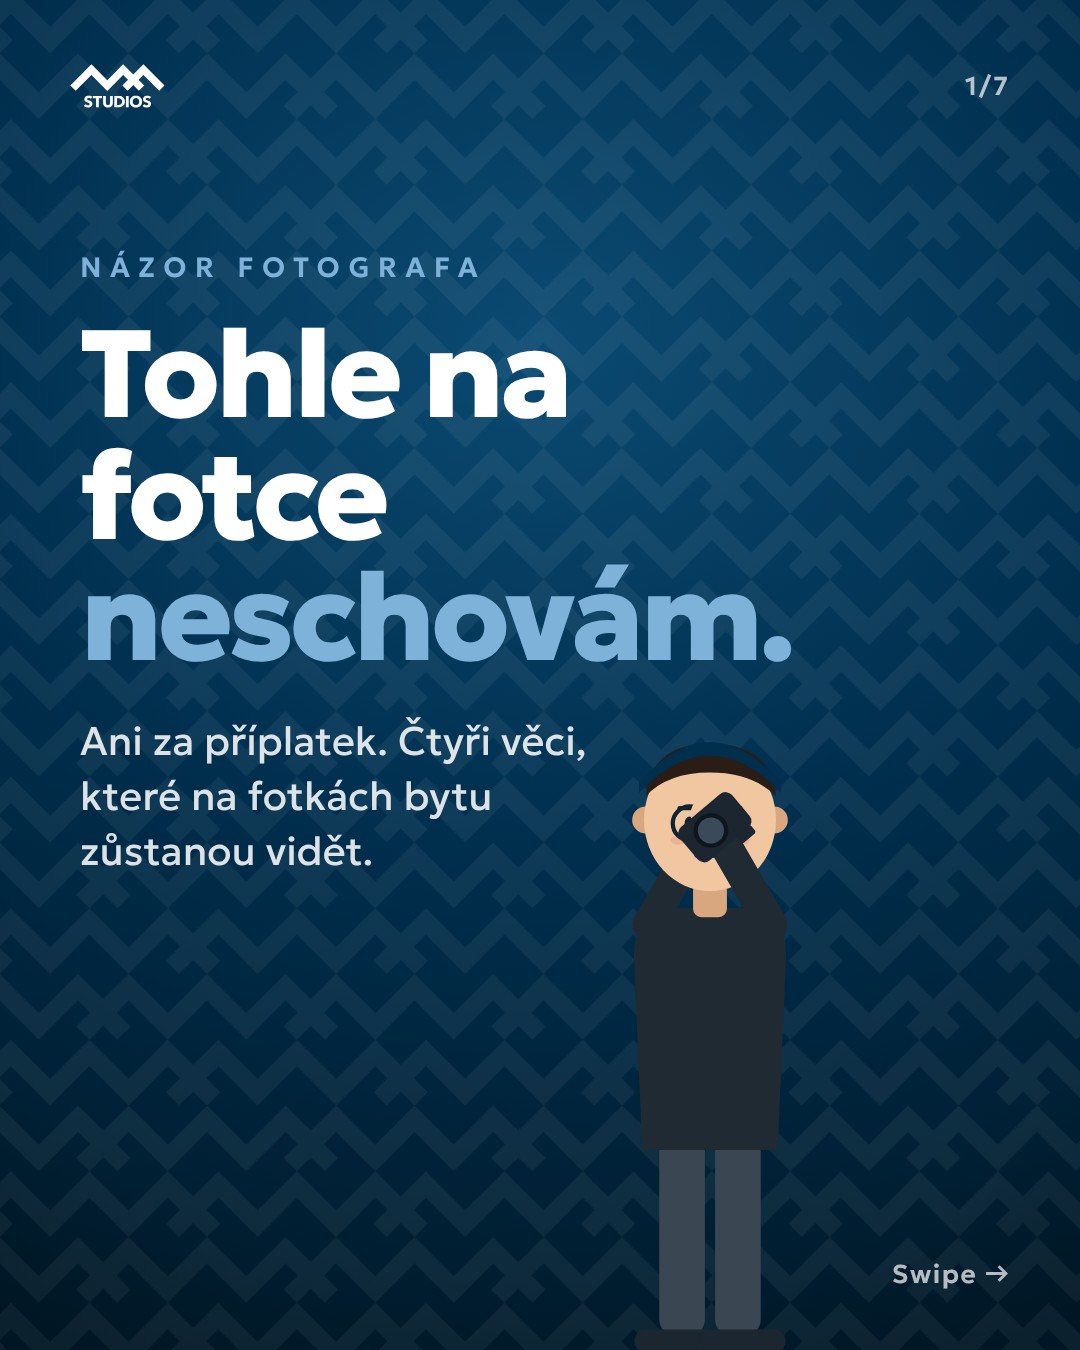 STUDIOS
1/7
NÁZOR FOTOGRAFA
Tohle na
fotce
neschovám.
Ani za příplatek. Čtyři věci,
které na fotkách bytu
zůstanou vidět.
Swipe →